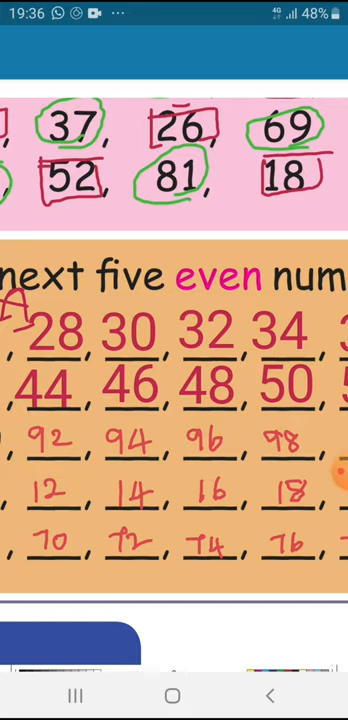 19:36 4G 48%
, 37, 26, 69
, 52, 81, 18
next five even num
A
, 28, 30, 32, 34,
, 44, 46, 48, 50,
, 92, 94, 96, 98
, 12, 14, 16, 18
, 70, 72, 74, 76,